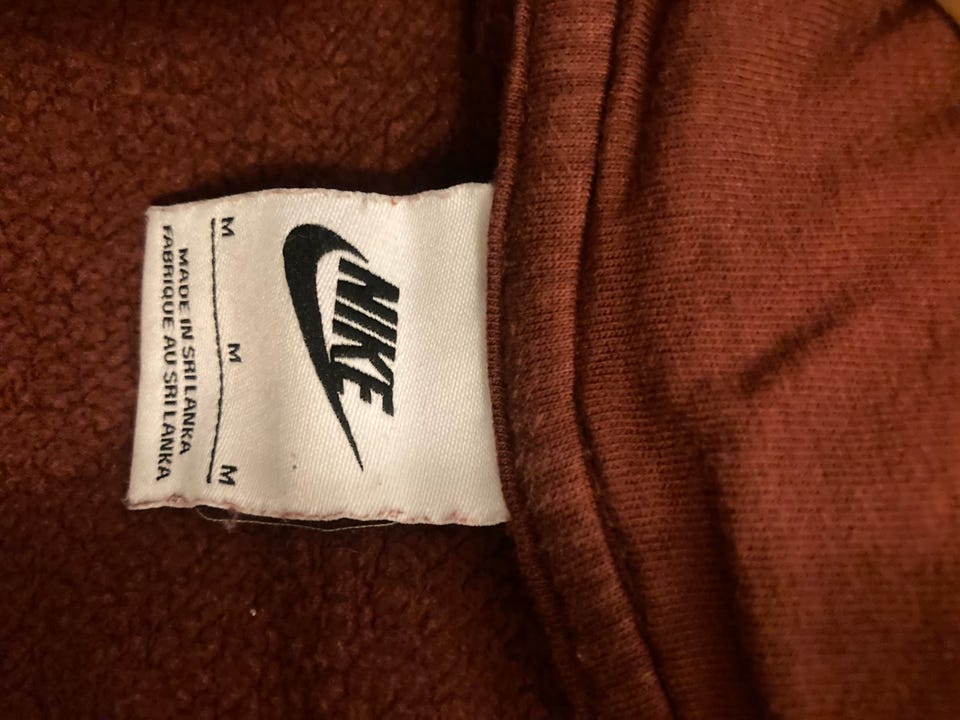 NIKE
M M M
MADE IN SRI LANKA
FABRIQUE AU SRI LANKA